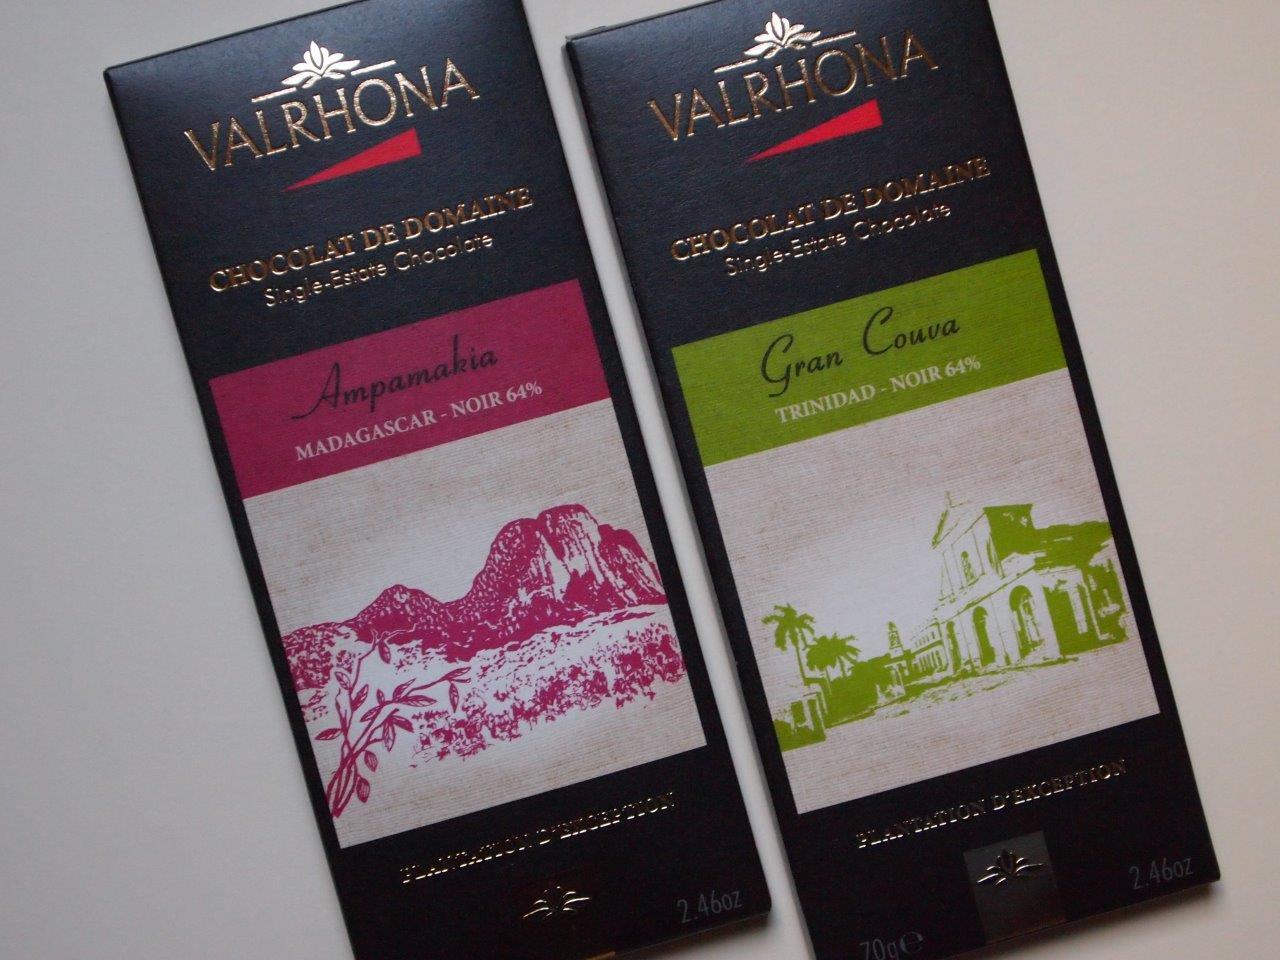 VALRHONA
CHOCOLAT DE DOMAINE
Single-Estate Chocolate
Ampamakia
MADAGASCAR - NOIR 64%
PLANTATION D'EXCEPTION
2.46oz
VALRHONA
CHOCOLAT DE DOMAINE
Single-Estate Chocolate
Gran Couva
TRINIDAD - NOIR 64%
PLANTATION D'EXCEPTION
70g℮
2.46oz